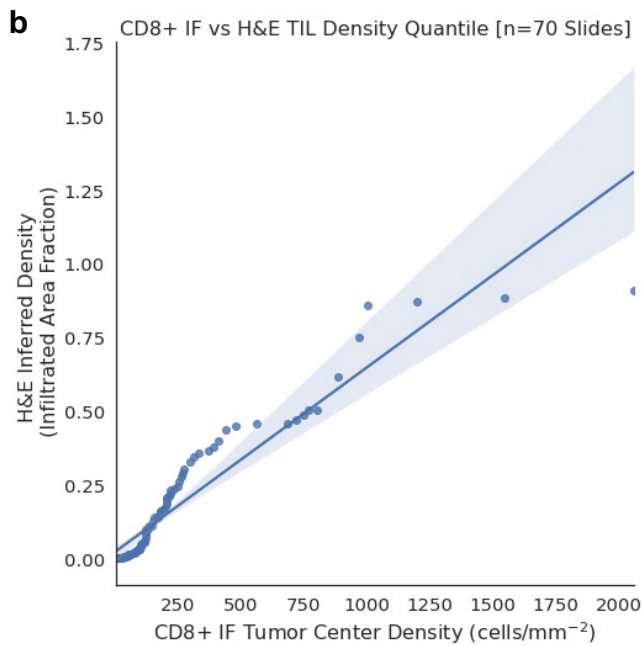 b
CD8+ IF vs H&E TIL Density Quantile [n=70 Slides]
1.75
1.50
1.25
1.00
0.75
0.50
0.25
0.00
H&E Inferred Density
(Infiltrated Area Fraction)
250 500 750 1000 1250 1500 1750 2000
CD8+ IF Tumor Center Density (cells/mm⁻²)